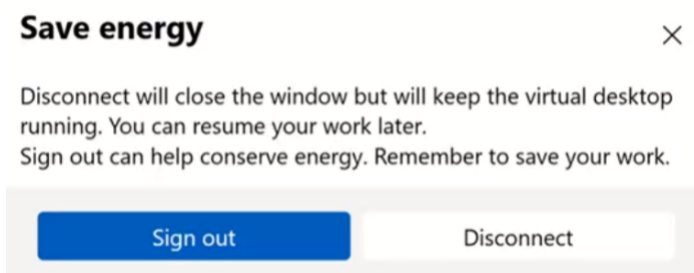 Save energy
Disconnect will close the window but will keep the virtual desktop
running. You can resume your work later.
Sign out can help conserve energy. Remember to save your work.
Sign out
Disconnect